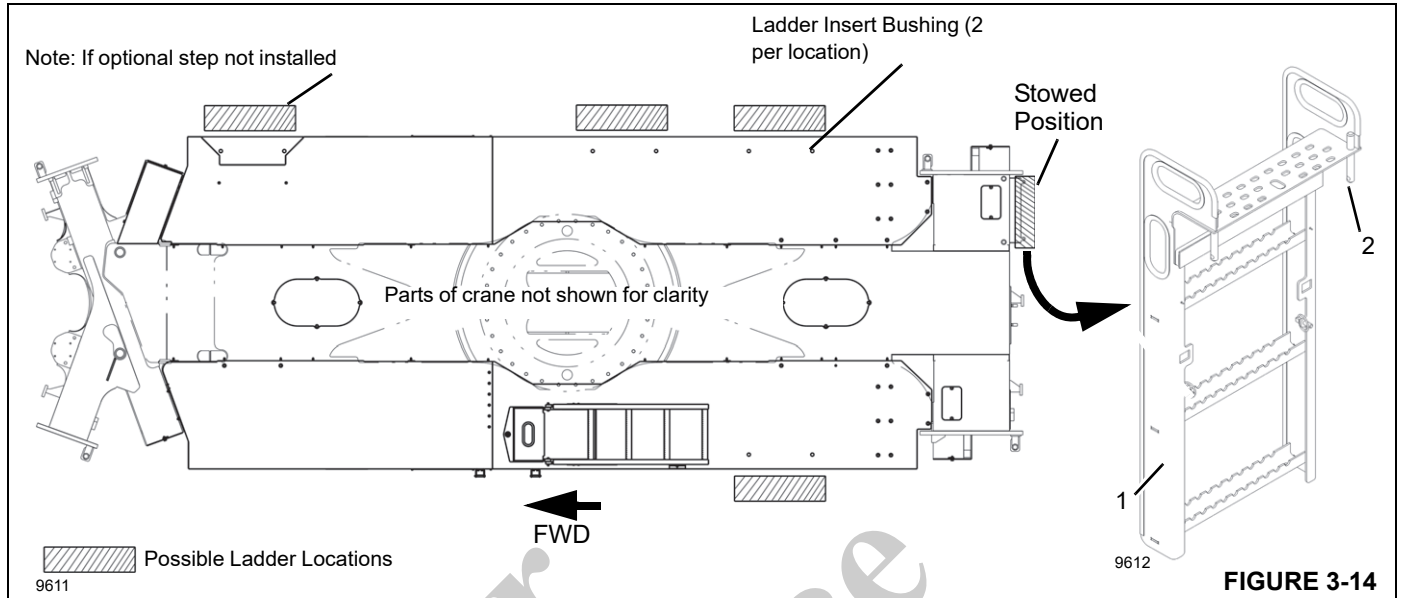 Note: If optional step not installed
Ladder Insert Bushing (2
per location)
Stowed
Position
2
Parts of crane not shown for clarity
1
FWD
Possible Ladder Locations
9611
9612
FIGURE 3-14